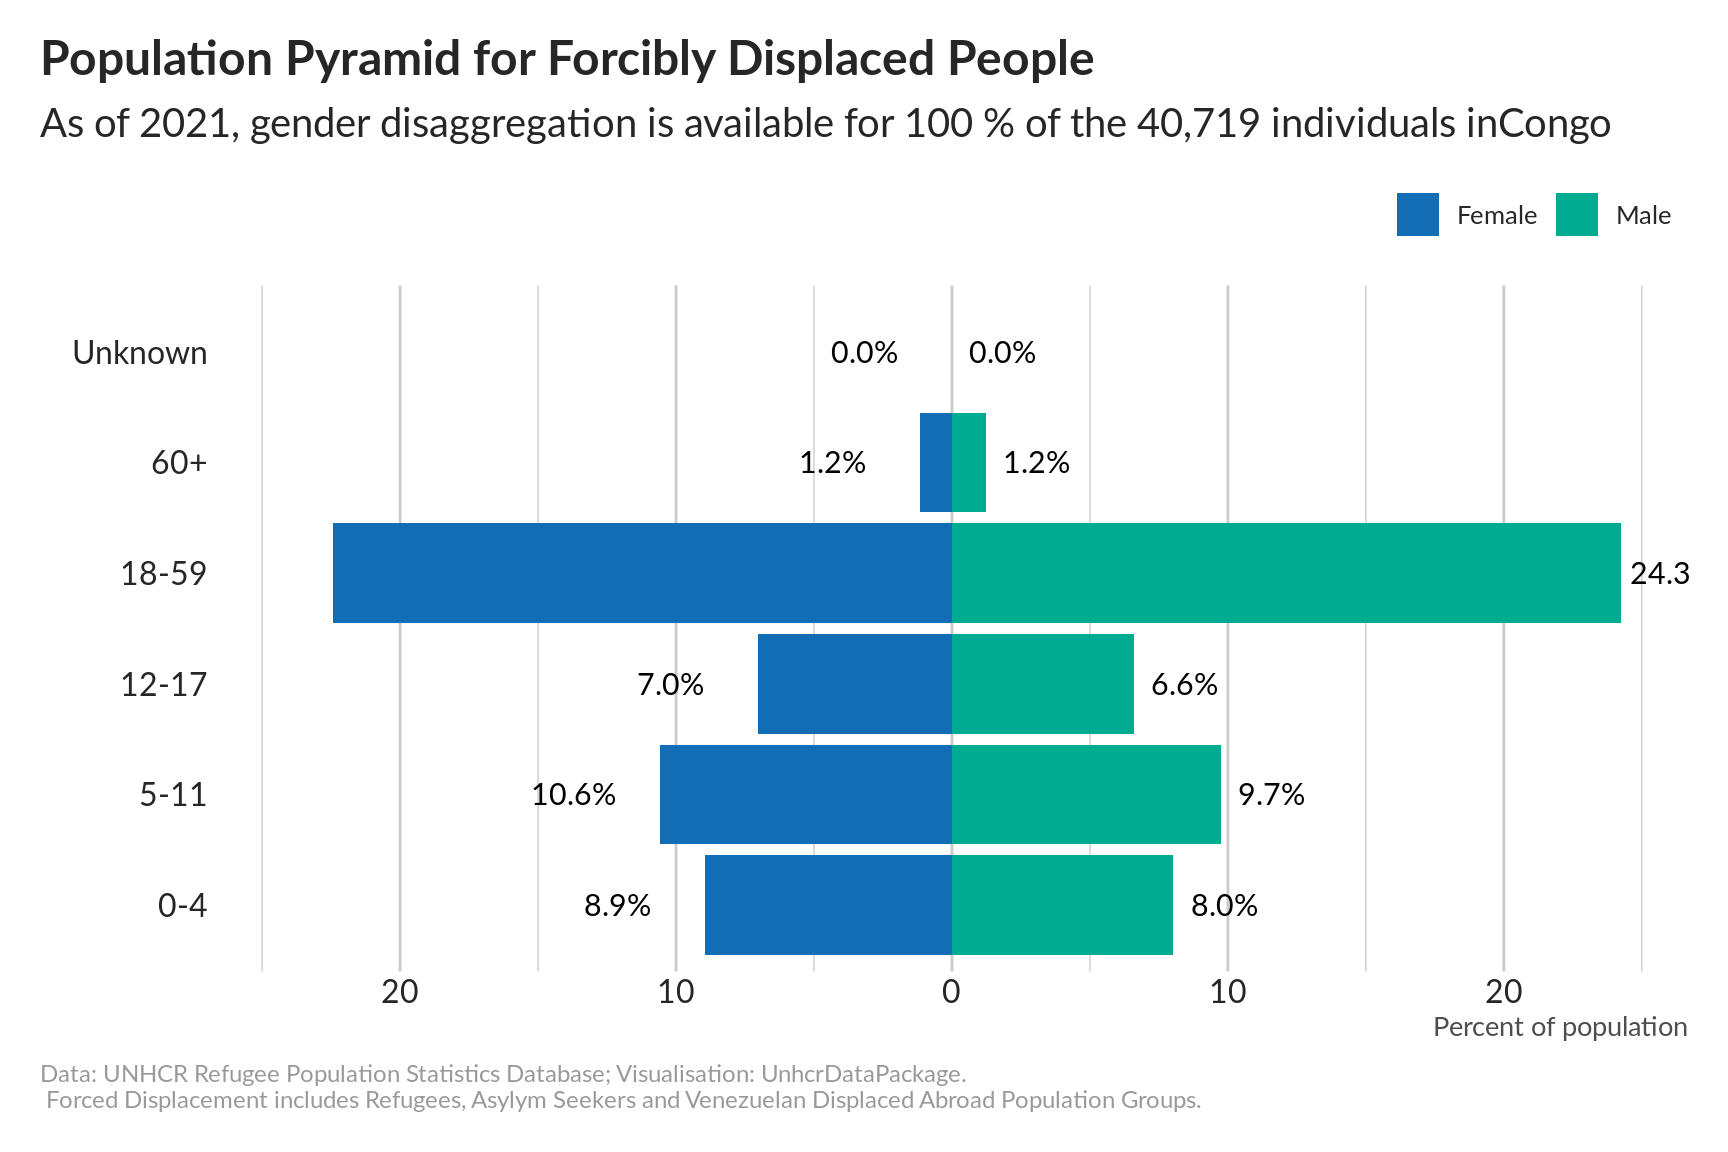 Population Pyramid for Forcibly Displaced People
As of 2021, gender disaggregation is available for 100 % of the 40,719 individuals inCongo
Female Male
Unknown 0.0% 0.0%
60+ 1.2% 1.2%
18-59 24.3
12-17 7.0% 6.6%
5-11 10.6% 9.7%
0-4 8.9% 8.0%
20 10 0 10 20
Percent of population
Data: UNHCR Refugee Population Statistics Database; Visualisation: UnhcrDataPackage.
Forced Displacement includes Refugees, Asylym Seekers and Venezuelan Displaced Abroad Population Groups.